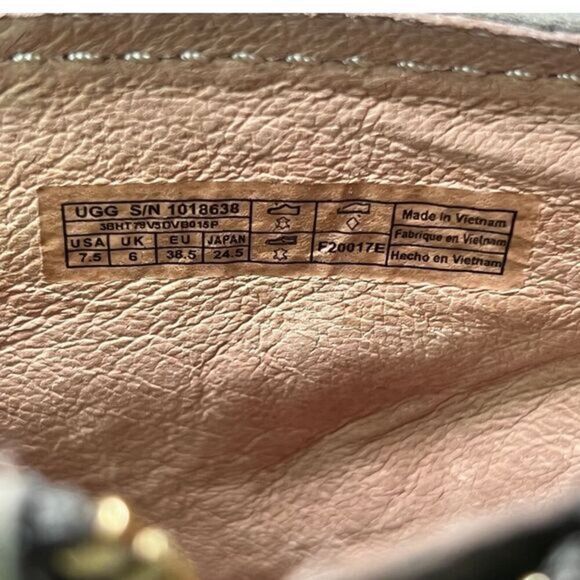 UGG S/N 1018638
3BHT79V5DVB015P
USA UK EU JAPAN
7.5 6 38.5 24.5
F20017E
Made in Vietnam
Fabrique en Vietnam
Hecho en Vietnam